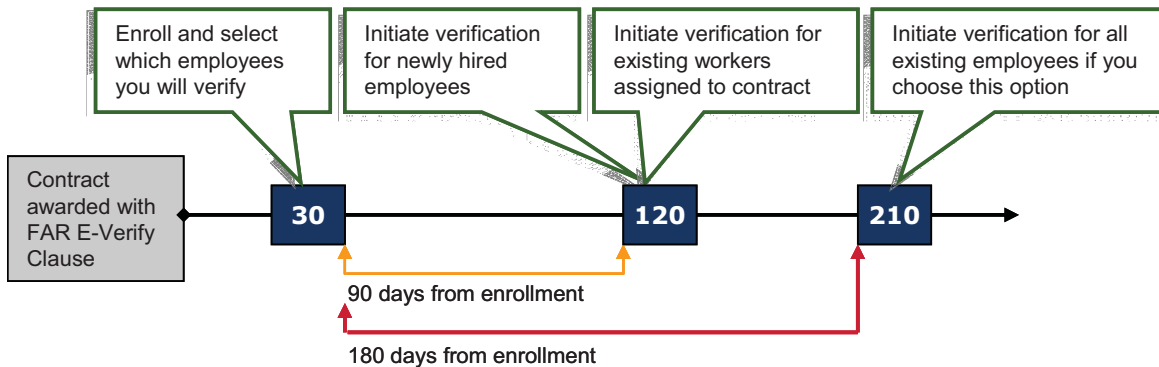 Enroll and select
which employees
you will verify
Initiate verification
for newly hired
employees
Initiate verification for
existing workers
assigned to contract
Initiate verification for all
existing employees if you
choose this option
Contract
awarded with
FAR E-Verify
Clause
30
120
210
90 days from enrollment
180 days from enrollment